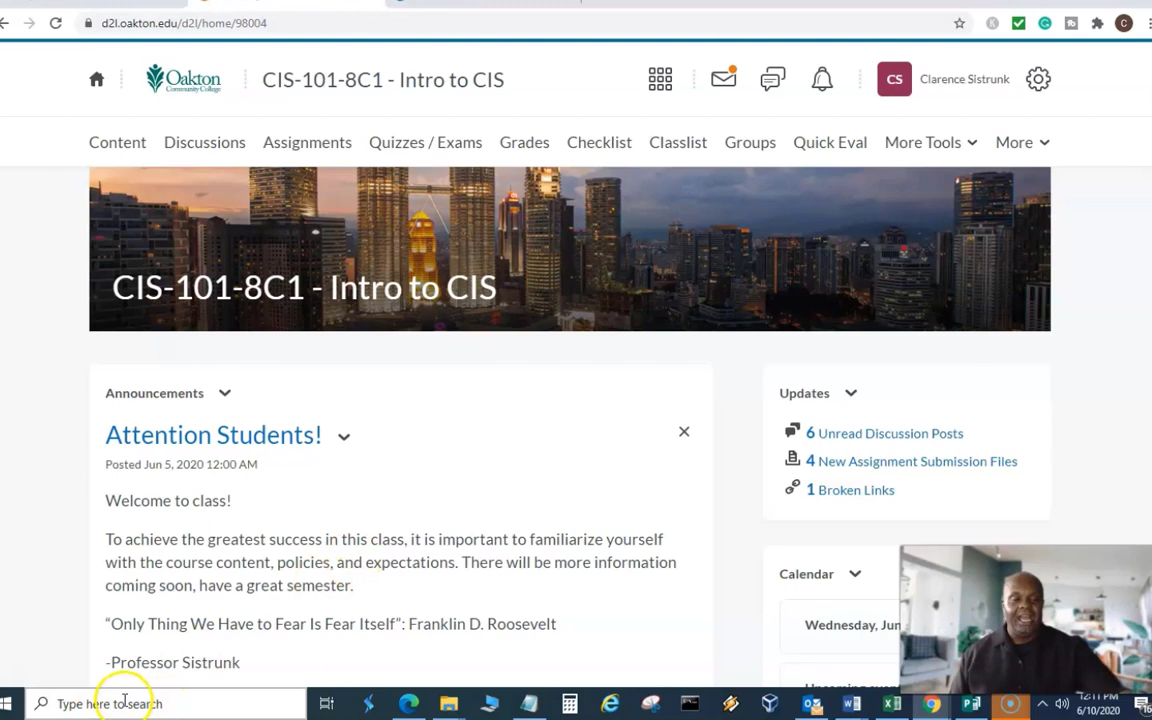 d2l.oakton.edu/d2l/home/98004
C
Oakton
Community College
CIS-101-8C1 - Intro to CIS
CS
Clarence Sistrunk
Content Discussions Assignments Quizzes / Exams Grades Checklist Classlist Groups Quick Eval More Tools More
CIS-101-8C1 - Intro to CIS
Announcements
Attention Students!
Posted Jun 5, 2020 12:00 AM
Welcome to class!
To achieve the greatest success in this class, it is important to familiarize yourself
with the course content, policies, and expectations. There will be more information
coming soon, have a great semester.
“Only Thing We Have to Fear Is Fear Itself”: Franklin D. Roosevelt
-Professor Sistrunk
Updates
6 Unread Discussion Posts
4 New Assignment Submission Files
1 Broken Links
Calendar
Wednesday, Jun
Type here to search
12:11 PM
6/10/2020